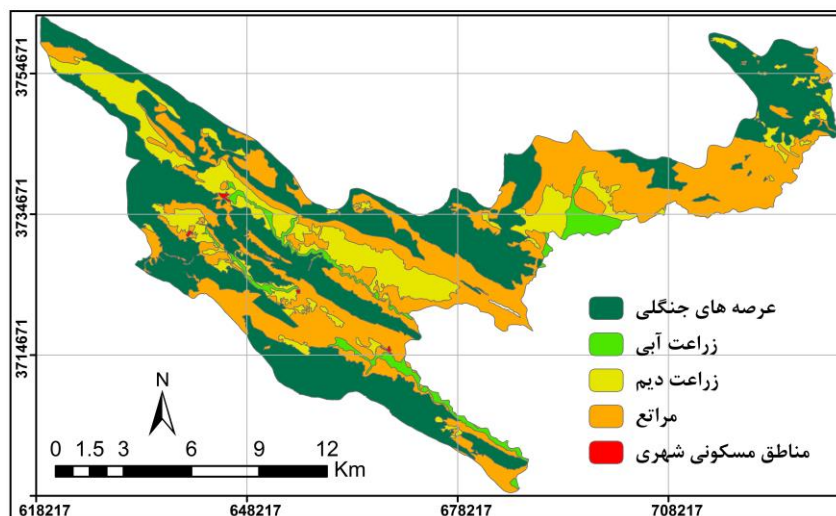 3754671
3734671
3714671
عرصه های جنگلی
زراعت آبی
زراعت دیم
مراتع
مناطق مسکونی شهری
N
0 1.5 3 6 9 12
Km
618217 648217 678217 708217